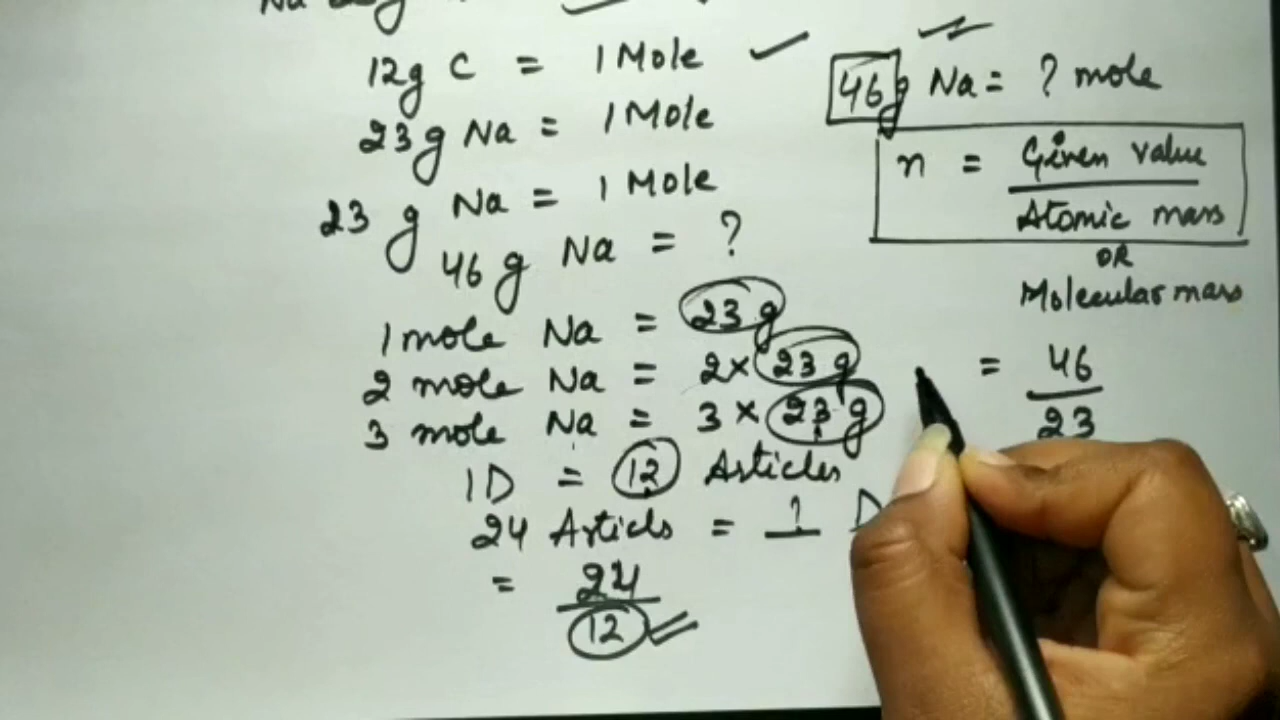 12g C = 1 Mole
23g Na = 1 Mole
23 g Na = 1 Mole
46 g Na = ?
1 mole Na = 23 g
2 mole Na = 2 × 23 g
3 mole Na = 3 × 23 g
1D = 12 Articles
24 Articls = ? D
= 24
12
46g Na = ? mole
n = Given value
Atomic mass
OR
Molecular mass
= 46
23